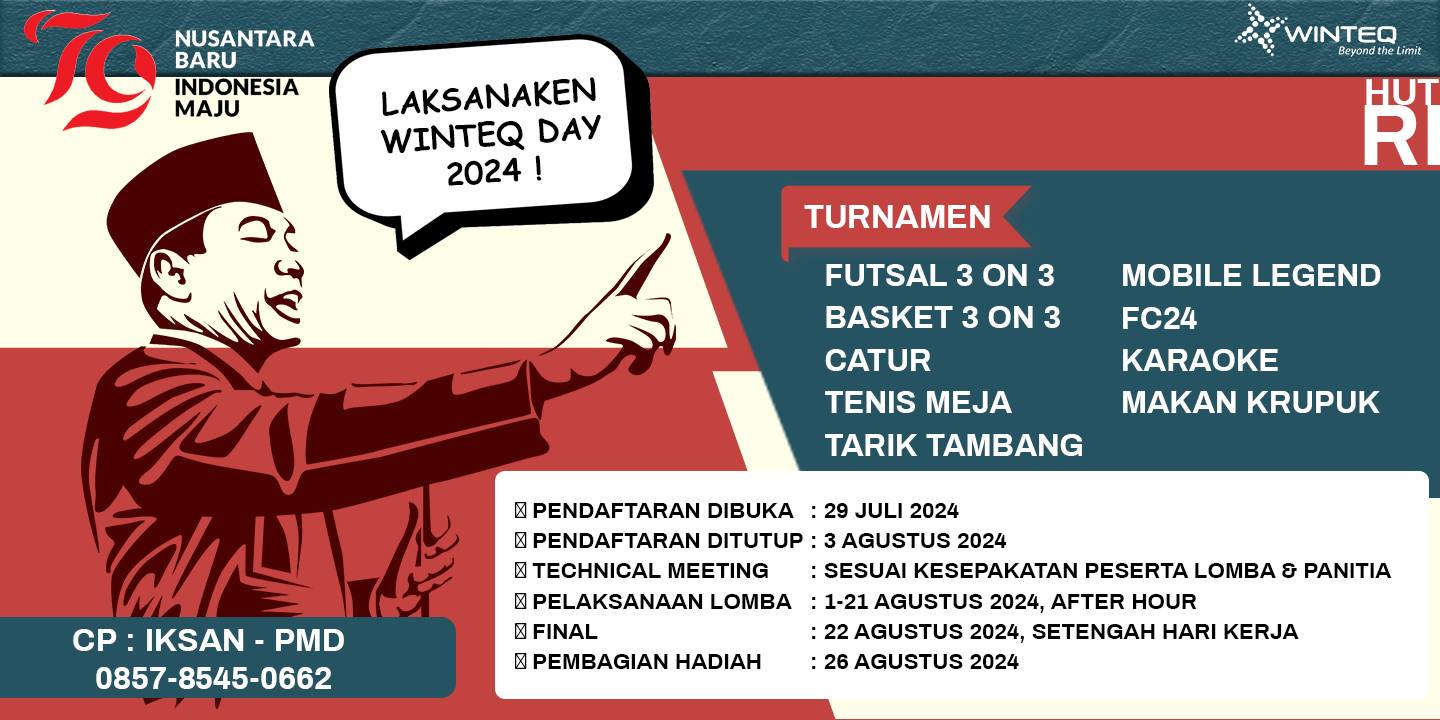 NUSANTARA
BARU
INDONESIA
MAJU
WINTEQ
Beyond the Limit
LAKSANAKEN
WINTEQ DAY
2024 !
HUT
RI
TURNAMEN
FUTSAL 3 ON 3
BASKET 3 ON 3
CATUR
TENIS MEJA
TARIK TAMBANG
MOBILE LEGEND
FC24
KARAOKE
MAKAN KRUPUK
PENDAFTARAN DIBUKA : 29 JULI 2024
PENDAFTARAN DITUTUP : 3 AGUSTUS 2024
TECHNICAL MEETING : SESUAI KESEPAKATAN PESERTA LOMBA & PANITIA
PELAKSANAAN LOMBA : 1-21 AGUSTUS 2024, AFTER HOUR
FINAL : 22 AGUSTUS 2024, SETENGAH HARI KERJA
PEMBAGIAN HADIAH : 26 AGUSTUS 2024
CP : IKSAN - PMD
0857-8545-0662